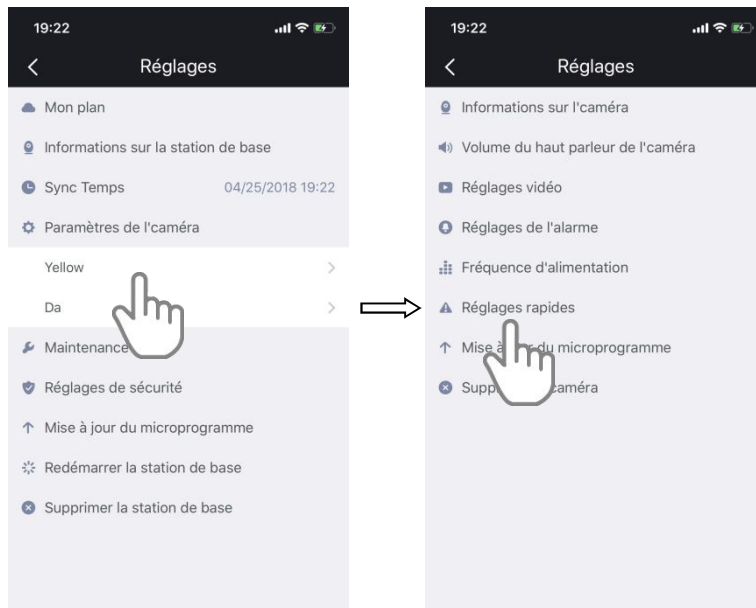 19:22
Réglages
Mon plan
Informations sur la station de base
Sync Temps 04/25/2018 19:22
Paramètres de l'caméra
Yellow
Da
Maintenance
Réglages de sécurité
Mise à jour du microprogramme
Redémarrer la station de base
Supprimer la station de base
19:22
Réglages
Informations sur l'caméra
Volume du haut parleur de l'caméra
Réglages vidéo
Réglages de l'alarme
Fréquence d'alimentation
Réglages rapides
Mise à jour du microprogramme
caméra